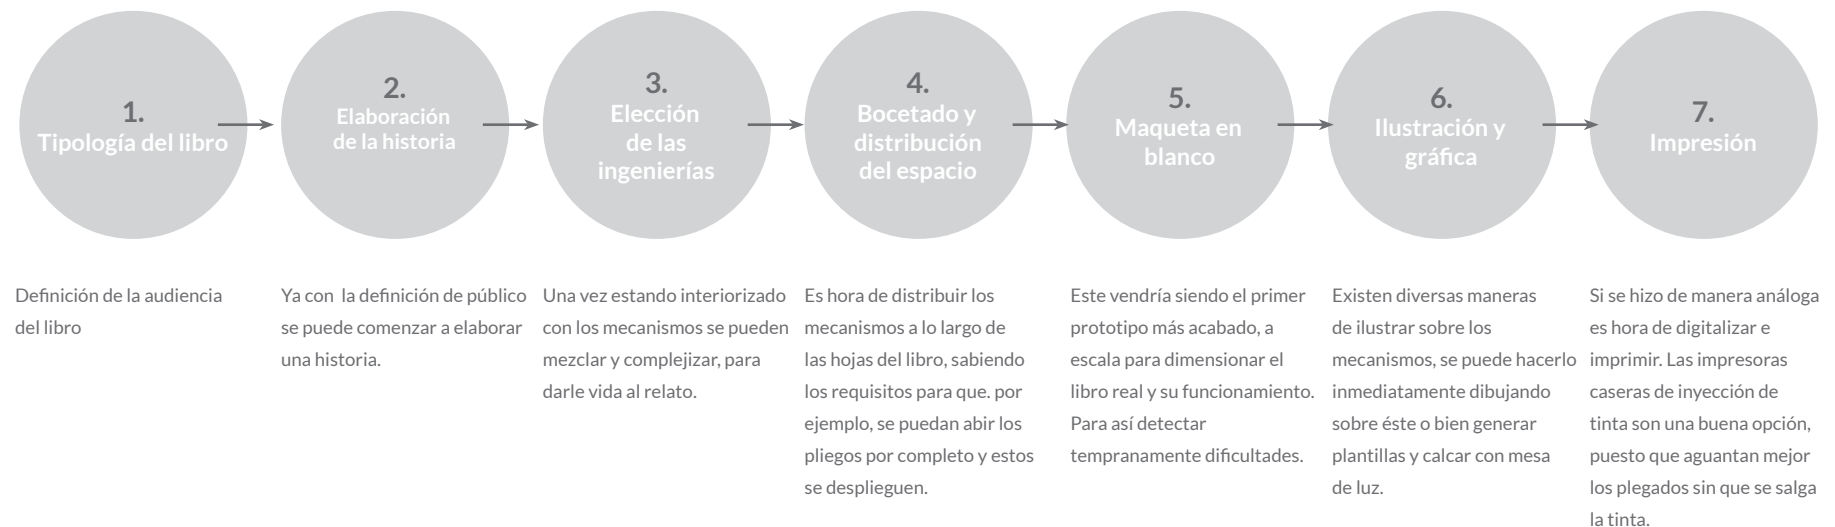 1.
Tipología del libro
2.
Elaboración
de la historia
3.
Elección
de las
ingenierías
4.
Bocetado y
distribución
del espacio
5.
Maqueta en
blanco
6.
Ilustración y
gráfica
7.
Impresión
Definición de la audiencia
del libro
Ya con la definición de público
se puede comenzar a elaborar
una historia.
Una vez estando interiorizado
con los mecanismos se pueden
mezclar y complejizar, para
darle vida al relato.
Es hora de distribuir los
mecanismos a lo largo de
las hojas del libro, sabiendo
los requisitos para que. por
ejemplo, se puedan abir los
pliegos por completo y estos
se desplieguen.
Este vendría siendo el primer
prototipo más acabado, a
escala para dimensionar el
libro real y su funcionamiento.
Para así detectar
tempranamente dificultades.
Existen diversas maneras
de ilustrar sobre los
mecanismos, se puede hacerlo
inmediatamente dibujando
sobre éste o bien generar
plantillas y calcar con mesa
de luz.
Si se hizo de manera análoga
es hora de digitalizar e
imprimir. Las impresoras
caseras de inyección de
tinta son una buena opción,
puesto que aguantan mejor
los plegados sin que se salga
la tinta.